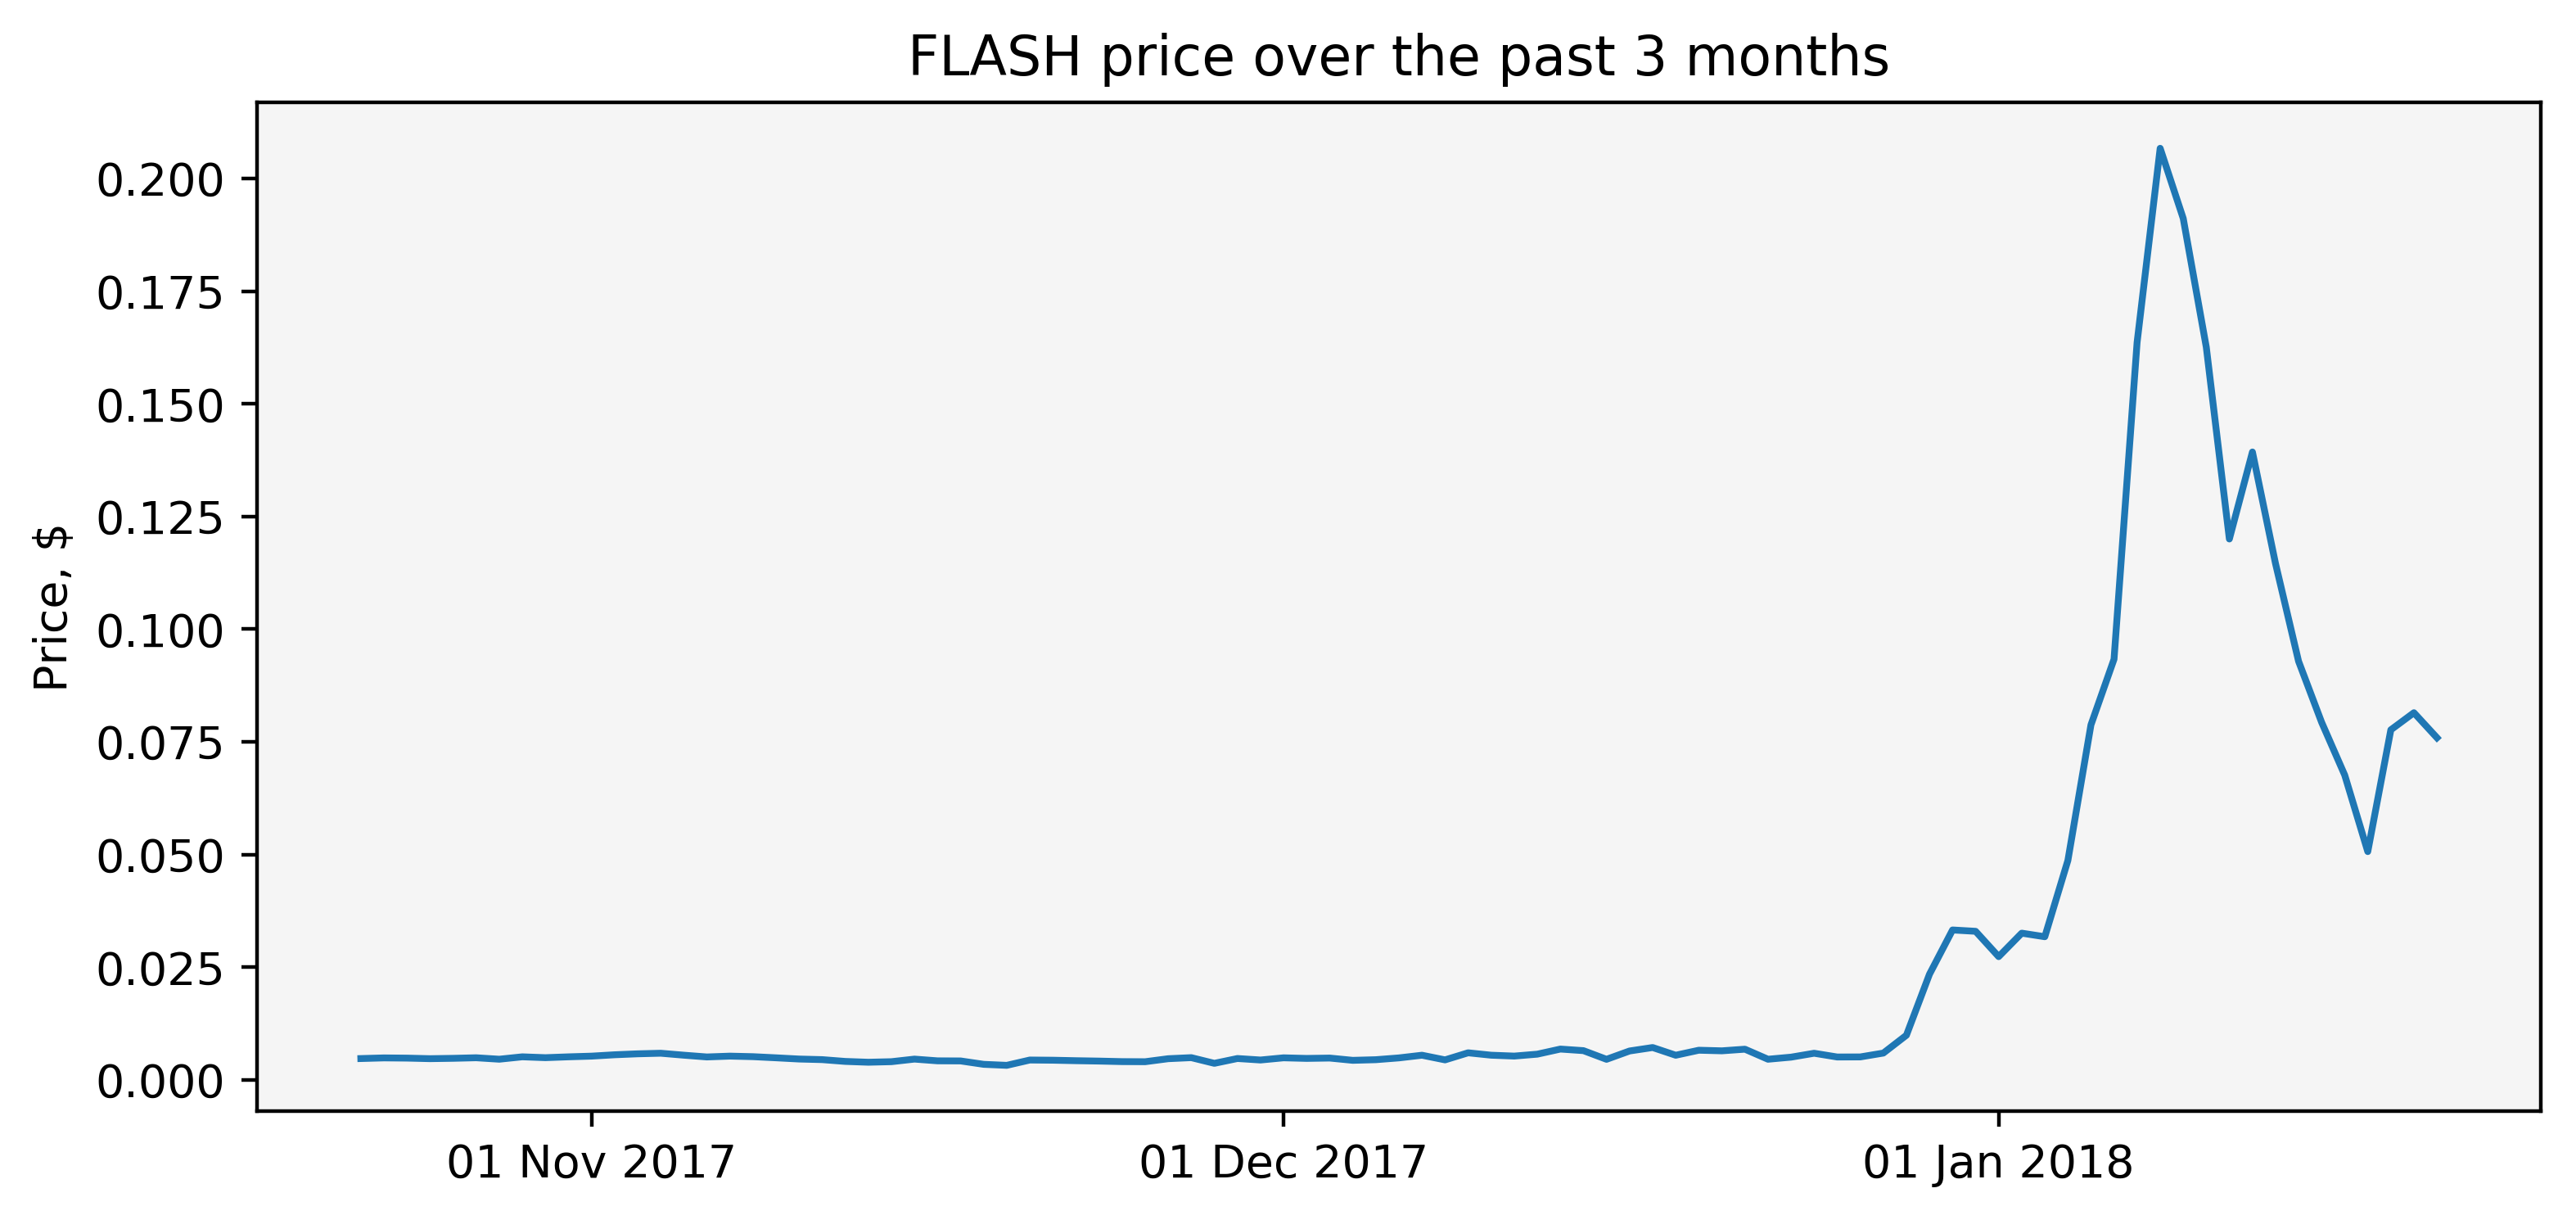 FLASH price over the past 3 months
Price, $
0.200
0.175
0.150
0.125
0.100
0.075
0.050
0.025
0.000
01 Nov 2017
01 Dec 2017
01 Jan 2018